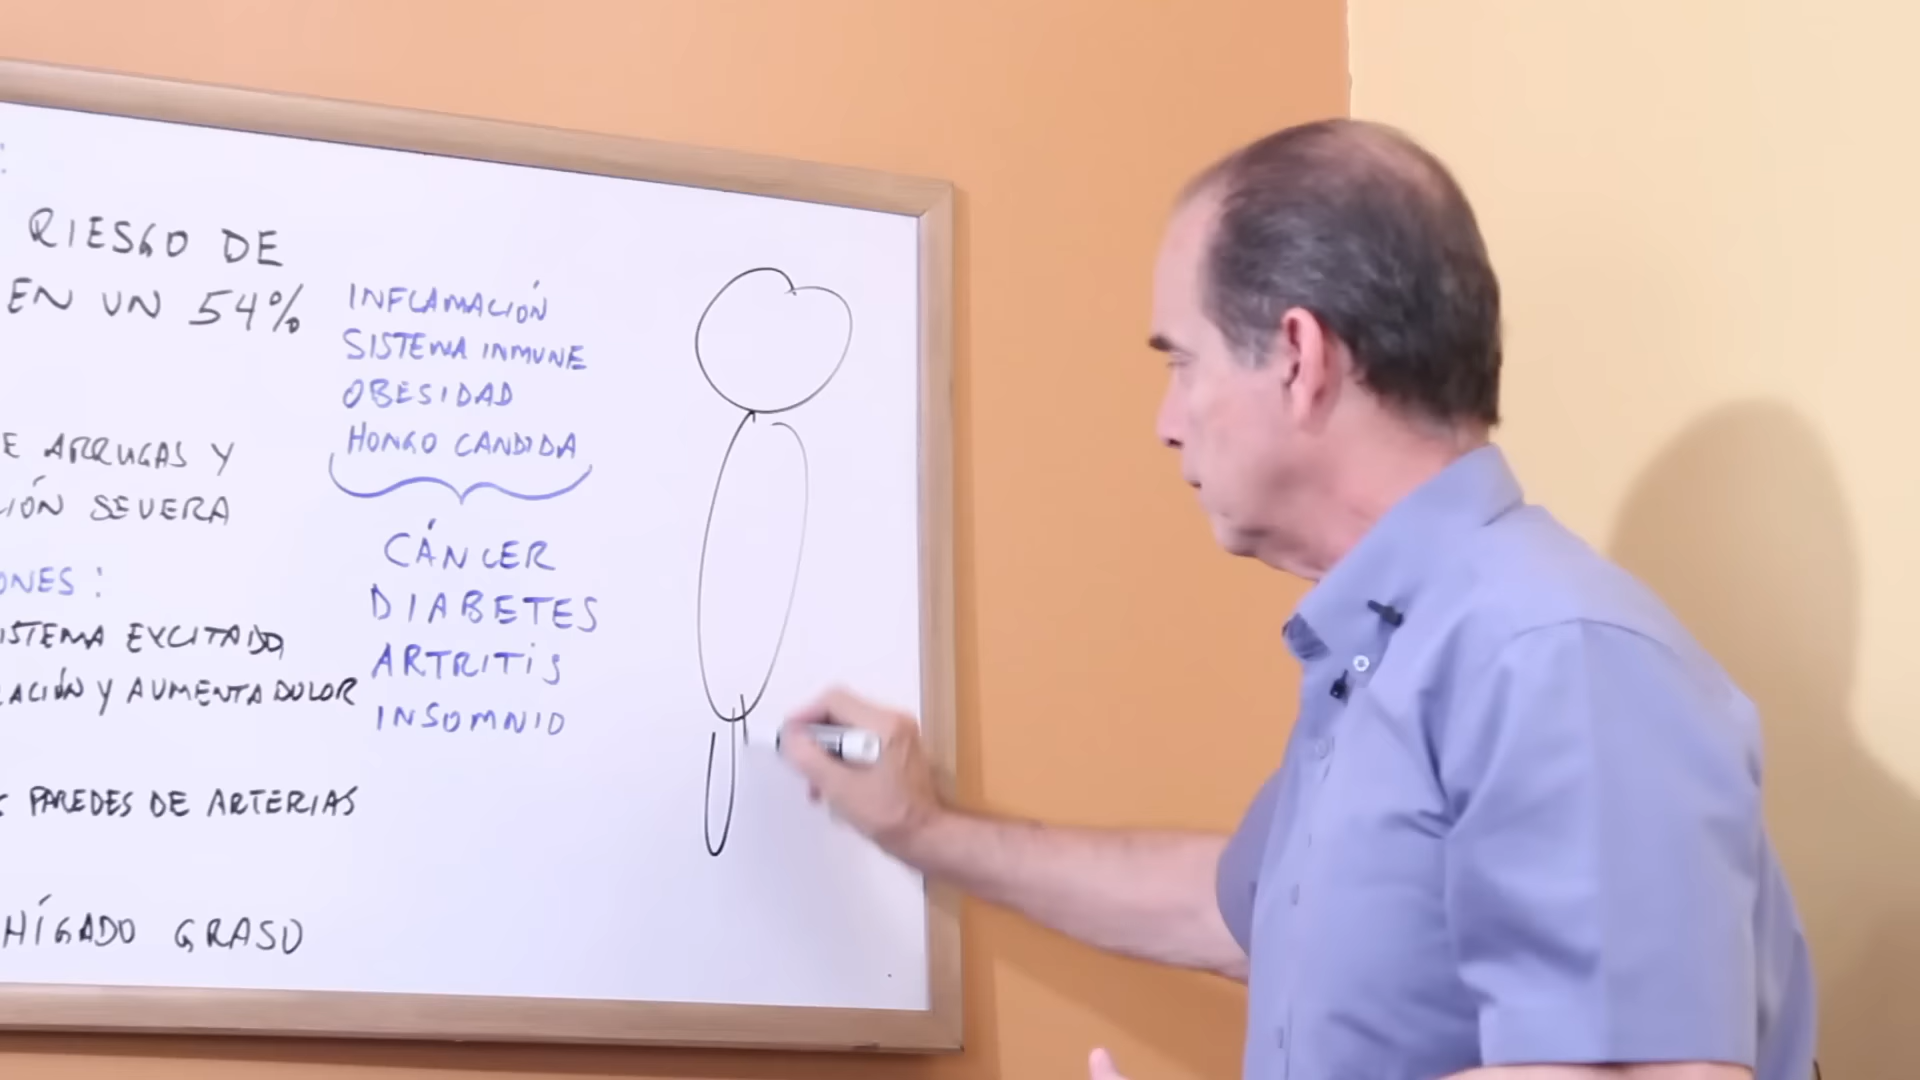 RIESGO DE
EN UN 54%
E ARRUGAS Y
IÓN SEVERA
ONES:
ISTEMA EXCITADO,
ACIÓN Y AUMENTA DOLOR
PAREDES DE ARTERIAS
HÍGADO GRASO
INFLAMACIÓN
SISTEMA INMUNE
OBESIDAD
HONGO CANDIDA
CÁNCER
DIABETES
ARTRITIS
INSOMNIO